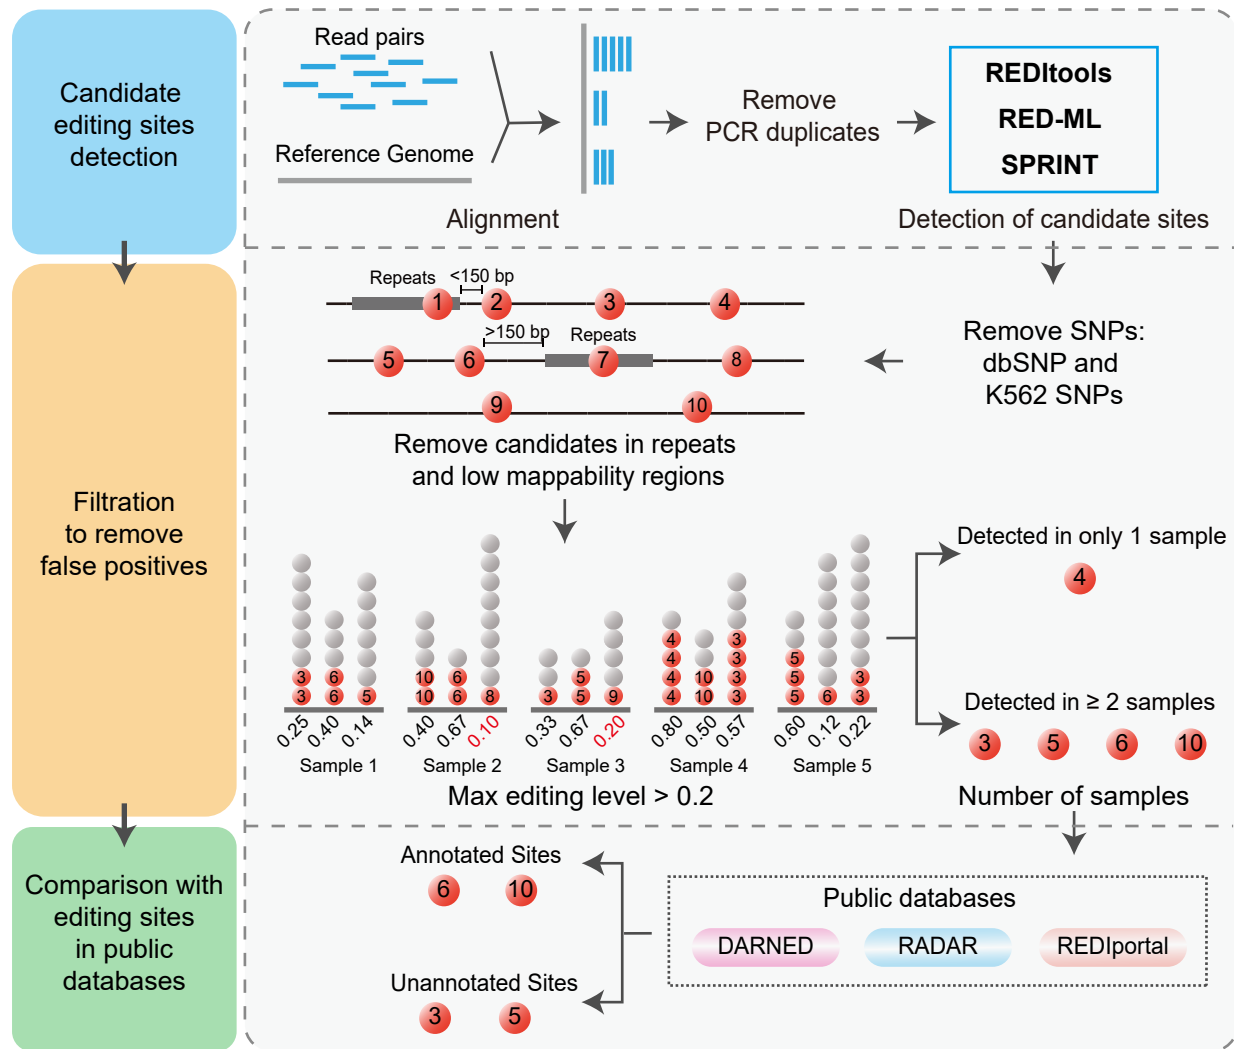 Candidate
editing sites
detection
Read pairs
Reference Genome
Alignment
Remove
PCR duplicates
REDItools
RED-ML
SPRINT
Detection of candidate sites
Filtration
to remove
false positives
Repeats
<150 bp
1
2
3
4
>150 bp
Repeats
5
6
7
8
9
10
Remove SNPs:
dbSNP and
K562 SNPs
Remove candidates in repeats
and low mappability regions
3
3
6
6
5
0.25
0.40
0.14
Sample 1
10
10
6
6
8
0.40
0.67
0.10
Sample 2
3
5
5
9
0.33
0.67
0.20
Sample 3
4
4
4
4
10
10
3
3
3
3
0.80
0.50
0.57
Sample 4
5
5
5
6
3
3
0.60
0.12
0.22
Sample 5
Max editing level > 0.2
Detected in only 1 sample
4
Detected in ≥ 2 samples
3
5
6
10
Number of samples
Comparison with
editing sites
in public
databases
Annotated Sites
6
10
Unannotated Sites
3
5
Public databases
DARNED
RADAR
REDIportal